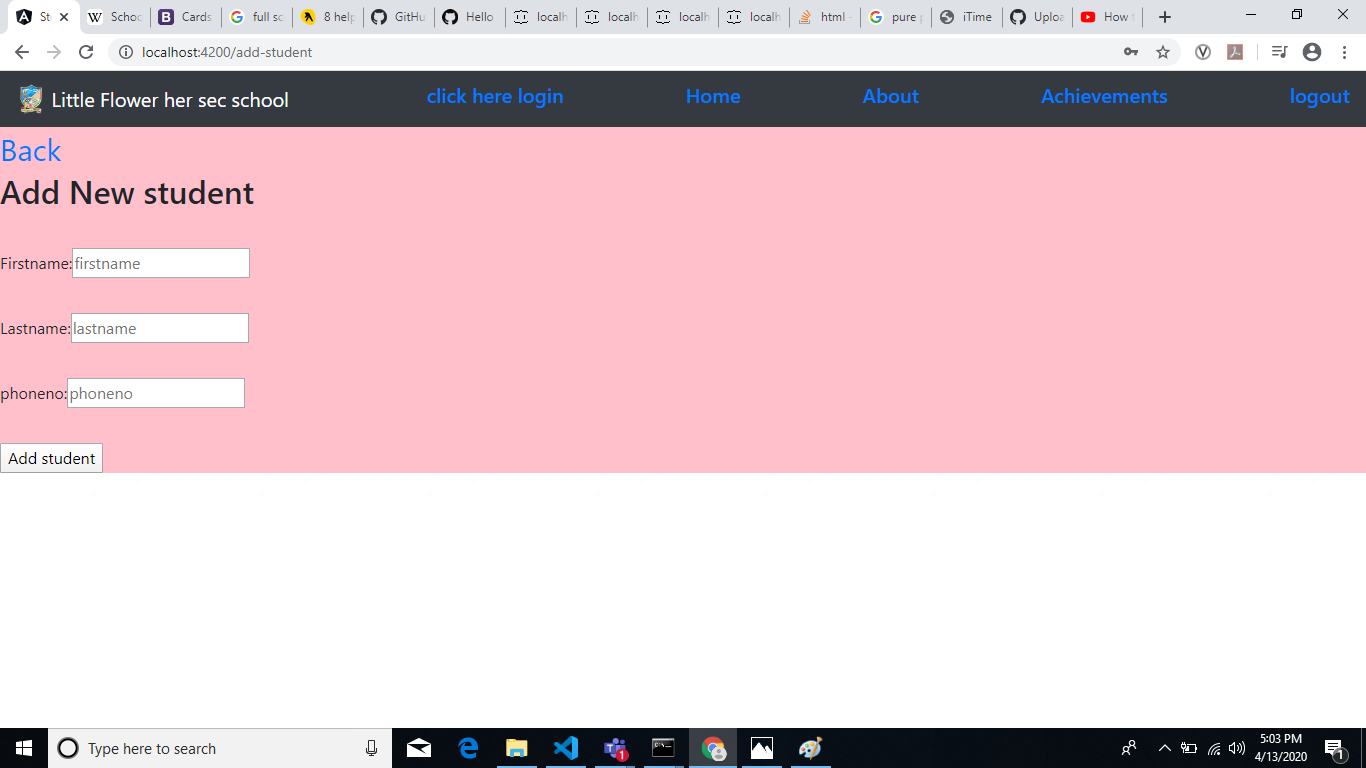 St
Schoo
Cards
full sc
8 help
GitHu
Hello
localh
localh
localh
localh
html -
pure p
iTime
Uploa
How t
localhost:4200/add-student
Little Flower her sec school
click here login
Home
About
Achievements
logout
Back
Add New student
Firstname: firstname
Lastname: lastname
phoneno: phoneno
Add student
Type here to search
1
5:03 PM
4/13/2020
1